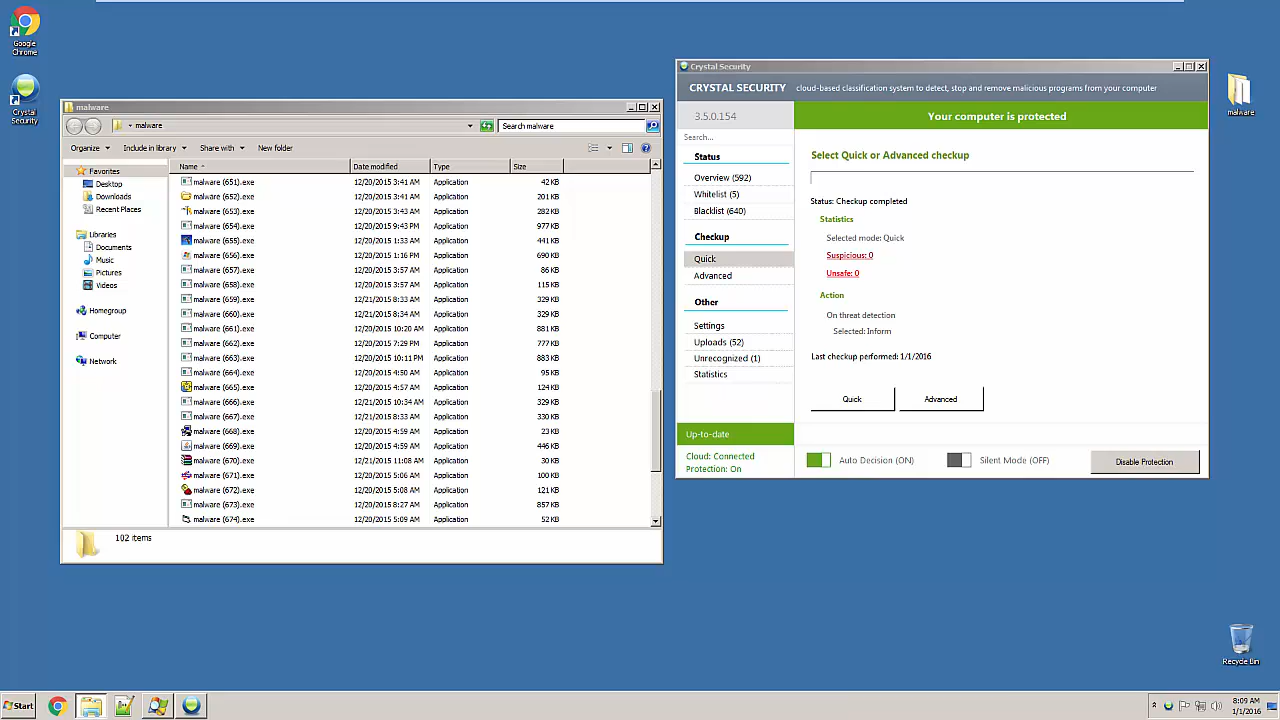 Google
Chrome
Crystal
Security
malware
malware
Search malware
Organize
Include in library
Share with
New folder
Favorites
Desktop
Downloads
Recent Places
Libraries
Documents
Music
Pictures
Videos
Homegroup
Computer
Network
Name Date modified Type Size
malware (651).exe 12/20/2015 3:41 AM Application 42 KB
malware (652).exe 12/20/2015 3:41 AM Application 201 KB
malware (653).exe 12/20/2015 3:43 AM Application 282 KB
malware (654).exe 12/20/2015 9:43 PM Application 977 KB
malware (655).exe 12/20/2015 1:33 AM Application 441 KB
malware (656).exe 12/20/2015 1:16 PM Application 690 KB
malware (657).exe 12/20/2015 3:57 AM Application 86 KB
malware (658).exe 12/20/2015 3:57 AM Application 115 KB
malware (659).exe 12/21/2015 8:33 AM Application 329 KB
malware (660).exe 12/21/2015 8:34 AM Application 329 KB
malware (661).exe 12/20/2015 10:20 AM Application 881 KB
malware (662).exe 12/20/2015 7:29 PM Application 777 KB
malware (663).exe 12/20/2015 10:11 PM Application 883 KB
malware (664).exe 12/20/2015 4:50 AM Application 95 KB
malware (665).exe 12/20/2015 4:57 AM Application 124 KB
malware (666).exe 12/21/2015 10:34 AM Application 329 KB
malware (667).exe 12/21/2015 8:33 AM Application 330 KB
malware (668).exe 12/20/2015 4:59 AM Application 23 KB
malware (669).exe 12/20/2015 4:59 AM Application 446 KB
malware (670).exe 12/21/2015 11:08 AM Application 30 KB
malware (671).exe 12/20/2015 5:06 AM Application 100 KB
malware (672).exe 12/20/2015 5:08 AM Application 121 KB
malware (673).exe 12/20/2015 8:27 AM Application 857 KB
malware (674).exe 12/20/2015 5:09 AM Application 52 KB
102 items
Crystal Security
CRYSTAL SECURITY cloud-based classification system to detect, stop and remove malicious programs from your computer
3.5.0.154
Your computer is protected
Search...
Status
Overview (592)
Whitelist (5)
Blacklist (640)
Checkup
Quick
Advanced
Other
Settings
Uploads (52)
Unrecognized (1)
Statistics
Up-to-date
Cloud: Connected
Protection: On
Select Quick or Advanced checkup
Status: Checkup completed
Statistics
Selected mode: Quick
Suspicious: 0
Unsafe: 0
Action
On threat detection
Selected: Inform
Last checkup performed: 1/1/2016
Quick
Advanced
Auto Decision (ON)
Silent Mode (OFF)
Disable Protection
malware
Recycle Bin
Start
8:09 AM
1/1/2016